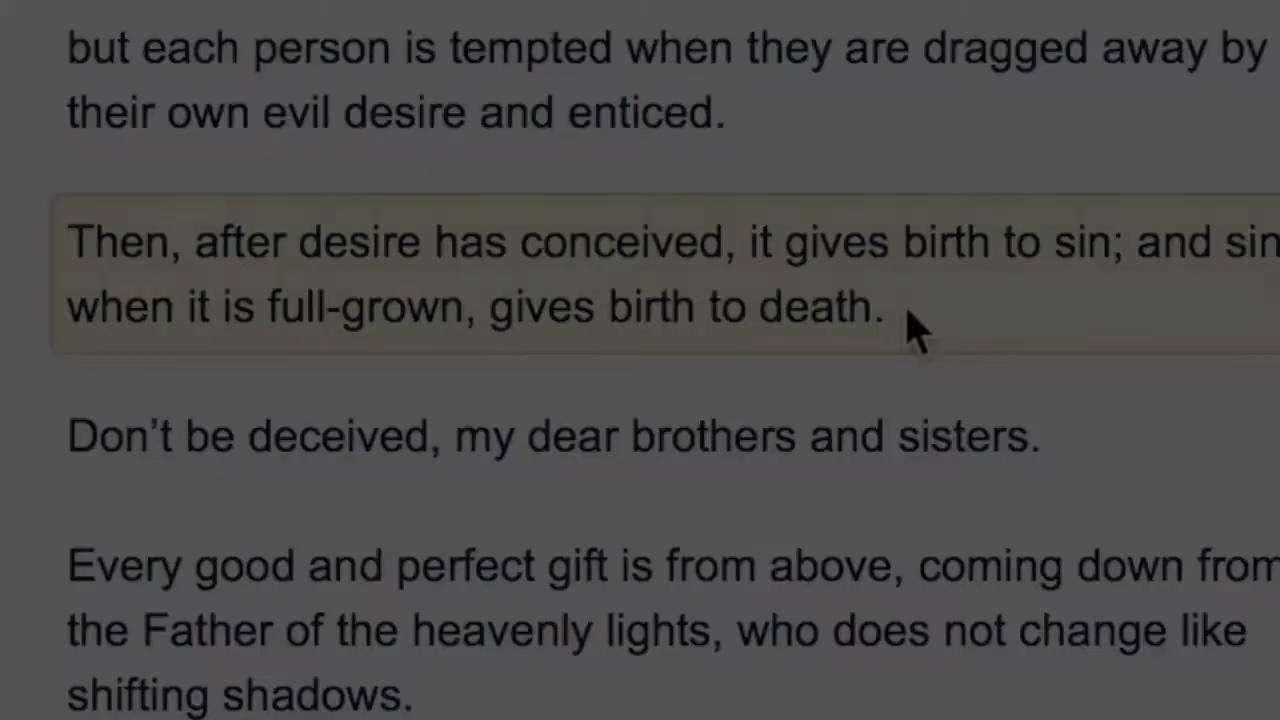 but each person is tempted when they are dragged away by
their own evil desire and enticed.
Then, after desire has conceived, it gives birth to sin; and sin
when it is full-grown, gives birth to death.
Don’t be deceived, my dear brothers and sisters.
Every good and perfect gift is from above, coming down from
the Father of the heavenly lights, who does not change like
shifting shadows.